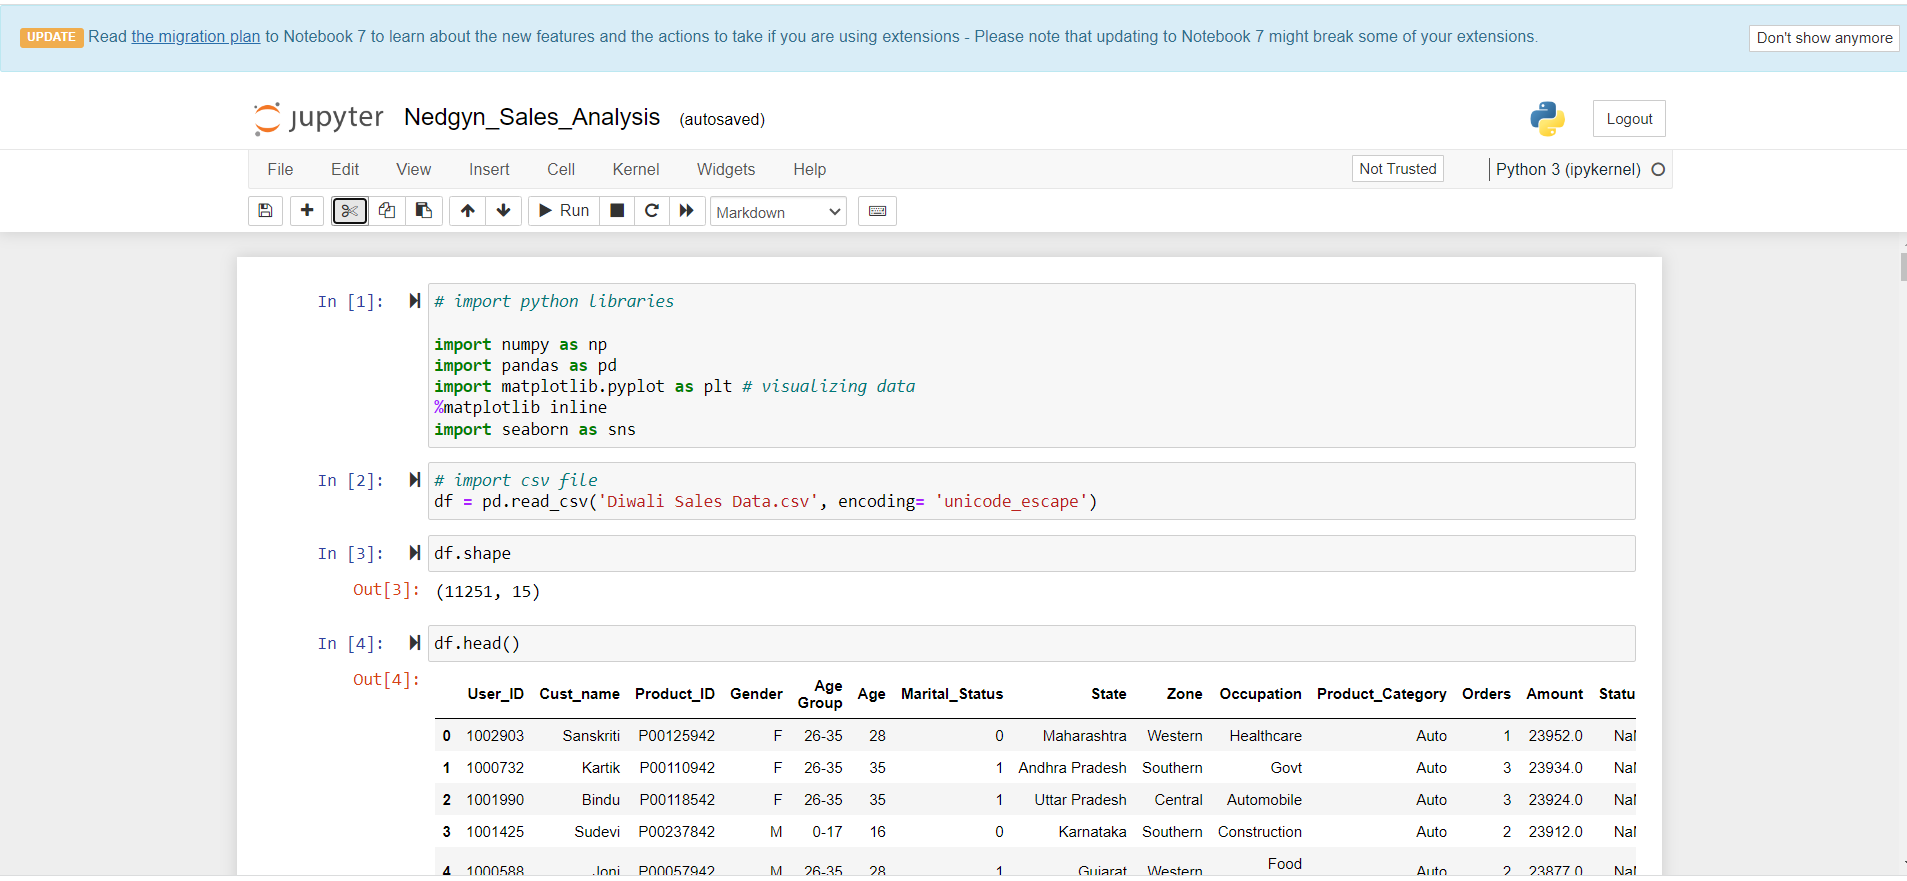 UPDATE Read the migration plan to Notebook 7 to learn about the new features and the actions to take if you are using extensions - Please note that updating to Notebook 7 might break some of your extensions. Don't show anymore
jupyter Nedgyn_Sales_Analysis (autosaved) Logout
File Edit View Insert Cell Kernel Widgets Help Not Trusted Python 3 (ipykernel)
Run Markdown
In [1]: # import python libraries
import numpy as np
import pandas as pd
import matplotlib.pyplot as plt # visualizing data
%matplotlib inline
import seaborn as sns
In [2]: # import csv file
df = pd.read_csv('Diwali Sales Data.csv', encoding= 'unicode_escape')
In [3]: df.shape
Out[3]: (11251, 15)
In [4]: df.head()
Out[4]:
User_ID Cust_name Product_ID Gender Age Group Age Marital_Status State Zone Occupation Product_Category Orders Amount Statu
0 1002903 Sanskriti P00125942 F 26-35 28 0 Maharashtra Western Healthcare Auto 1 23952.0 Na
1 1000732 Kartik P00110942 F 26-35 35 1 Andhra Pradesh Southern Govt Auto 3 23934.0 Na
2 1001990 Bindu P00118542 F 26-35 35 1 Uttar Pradesh Central Automobile Auto 3 23924.0 Na
3 1001425 Sudevi P00237842 M 0-17 16 0 Karnataka Southern Construction Auto 2 23912.0 Na
4 1000588 Joni P00057942 M 26-35 28 1 Gujarat Western Food Auto 2 23877.0 Na